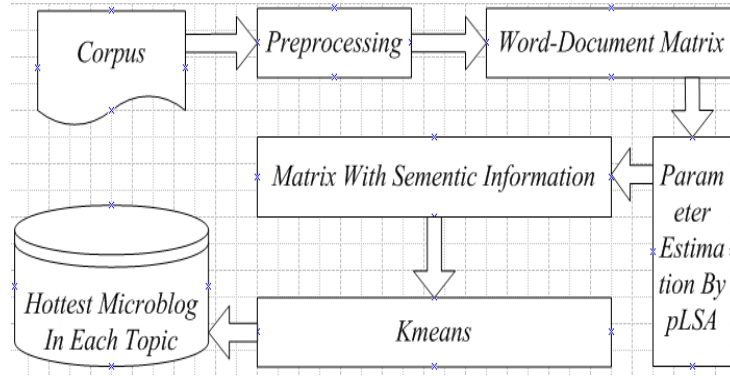 Corpus
Preprocessing
Word-Document Matrix
Matrix With Sementic Information
Param
eter
Estima
tion By
pLSA
Hottest Microblog
In Each Topic
Kmeans